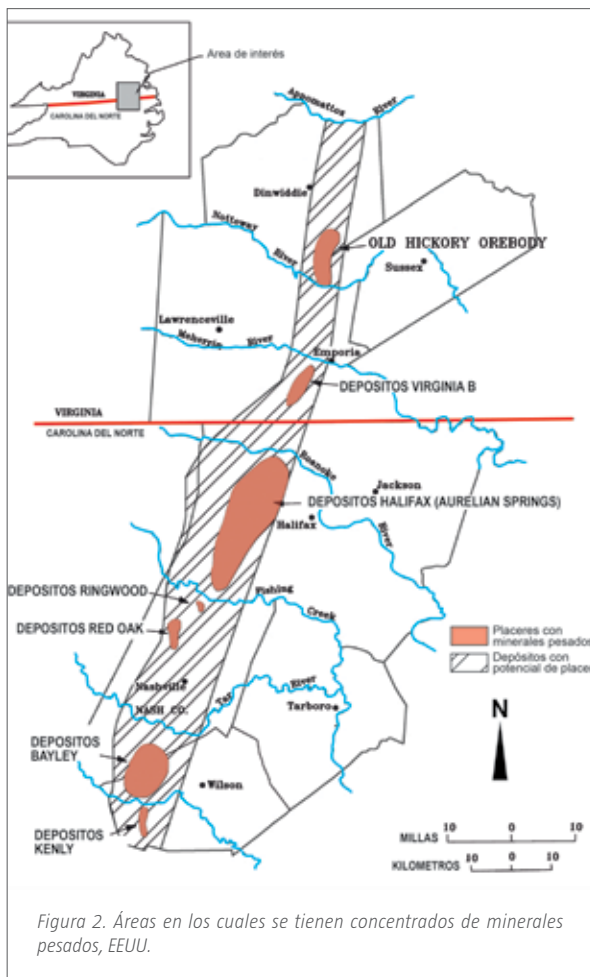 Area de interés
VIRGINIA
CAROLINA DEL NORTE
Appomattox River
Dinwiddie
Nottoway River
OLD HICKORY OREBODY
Sussex
Lawrenceville
Meherrin River
Emporia
DEPOSITOS VIRGINIA B
VIRGINIA
CAROLINA DEL NORTE
Roanoke River
Jackson
DEPOSITOS HALIFAX (AURELIAN SPRINGS)
Halifax
DEPOSITOS RINGWOOD
Fishing Creek
DEPOSITOS RED OAK
Placeres con
minerales pesados
Depósitos con
potencial de placer
Nashville
NASH CO.
Tar River
Tarboro
N
DEPOSITOS
BAYLEY
Wilson
DEPOSITOS
KENLY
10 0 10
MILLAS
10 0 10
KILOMETROS
Figura 2. Áreas en los cuales se tienen concentrados de minerales
pesados, EEUU.